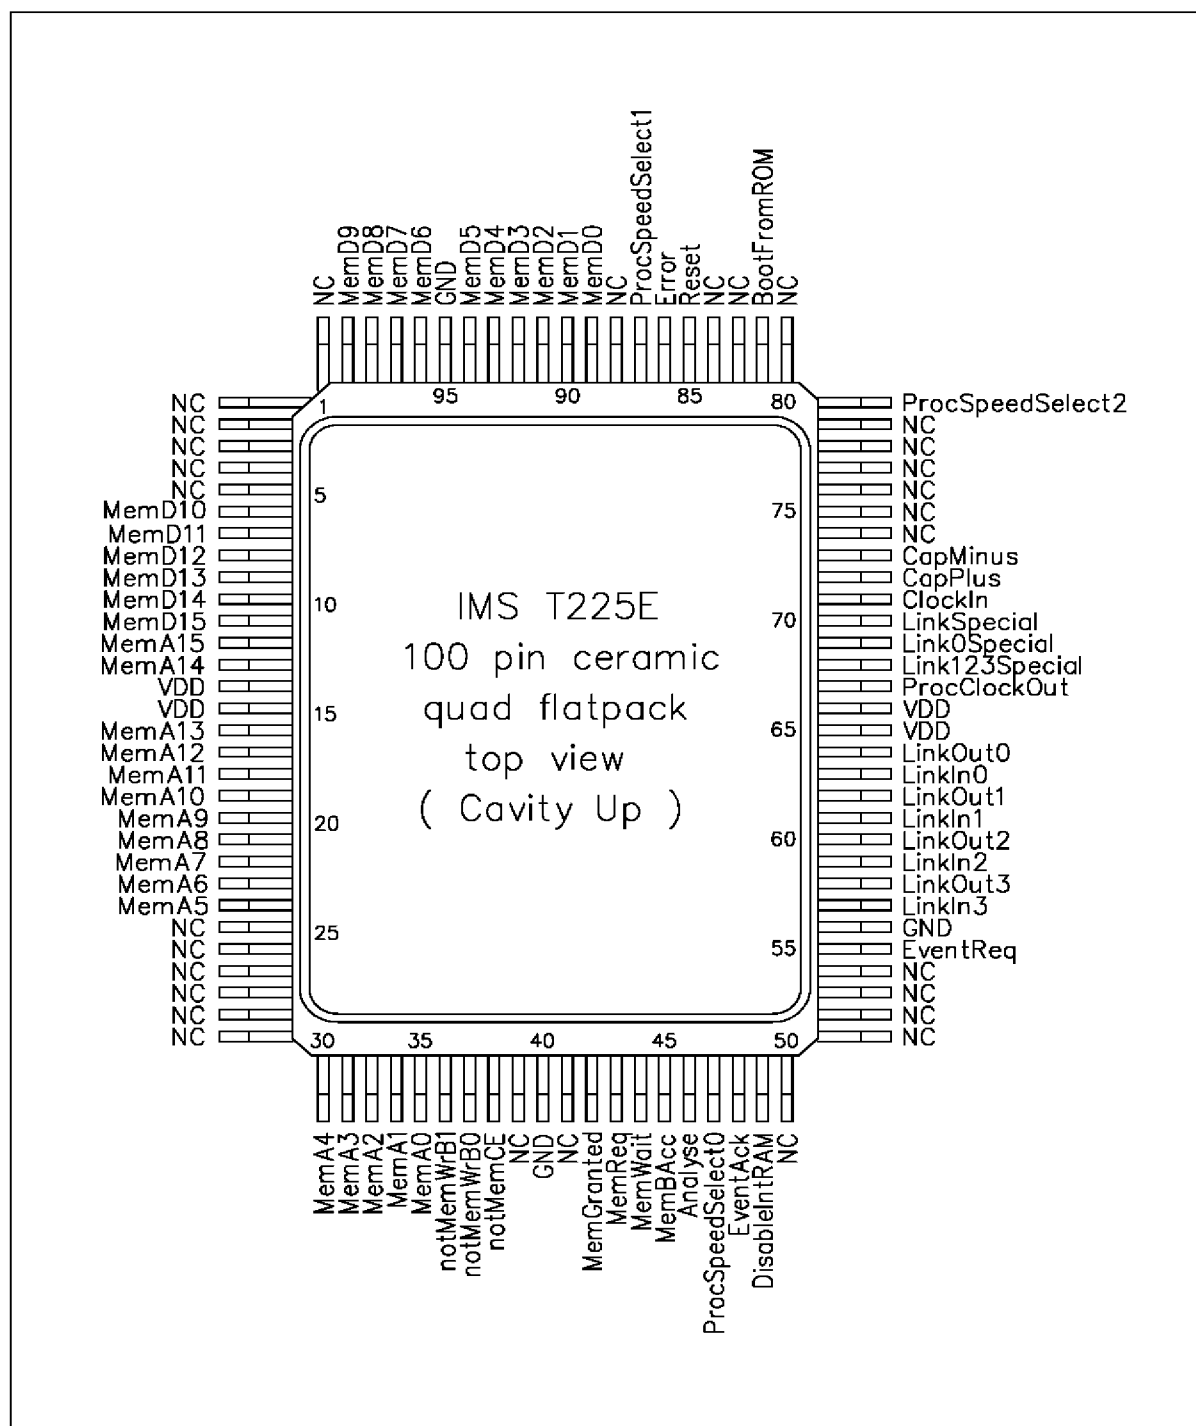 NC
MemD9
MemD8
MemD7
MemD6
GND
MemD5
MemD4
MemD3
MemD2
MemD1
MemD0
NC
ProcSpeedSelect1
Error
Reset
NC
NC
BootFromROM
NC
1
95
90
85
80
NC
NC
NC
NC
NC
MemD10
MemD11
MemD12
MemD13
MemD14
MemD15
MemA15
MemA14
VDD
VDD
MemA13
MemA12
MemA11
MemA10
MemA9
MemA8
MemA7
MemA6
MemA5
NC
NC
NC
NC
NC
NC
5
10
15
20
25
IMS T225E
100 pin ceramic
quad flatpack
top view
( Cavity Up )
75
70
65
60
55
ProcSpeedSelect2
NC
NC
NC
NC
NC
NC
CapMinus
CapPlus
ClockIn
LinkSpecial
Link0Special
Link123Special
ProcClockOut
VDD
VDD
LinkOut0
LinkIn0
LinkOut1
LinkIn1
LinkOut2
LinkIn2
LinkOut3
LinkIn3
GND
EventReq
NC
NC
NC
NC
30
35
40
45
50
MemA4
MemA3
MemA2
MemA1
MemA0
notMemWrB1
notMemWrB0
notMemCE
NC
GND
NC
MemGranted
MemReq
MemWait
MemBAcc
Analyse
ProcSpeedSelect0
EventAck
DisableIntRAM
NC